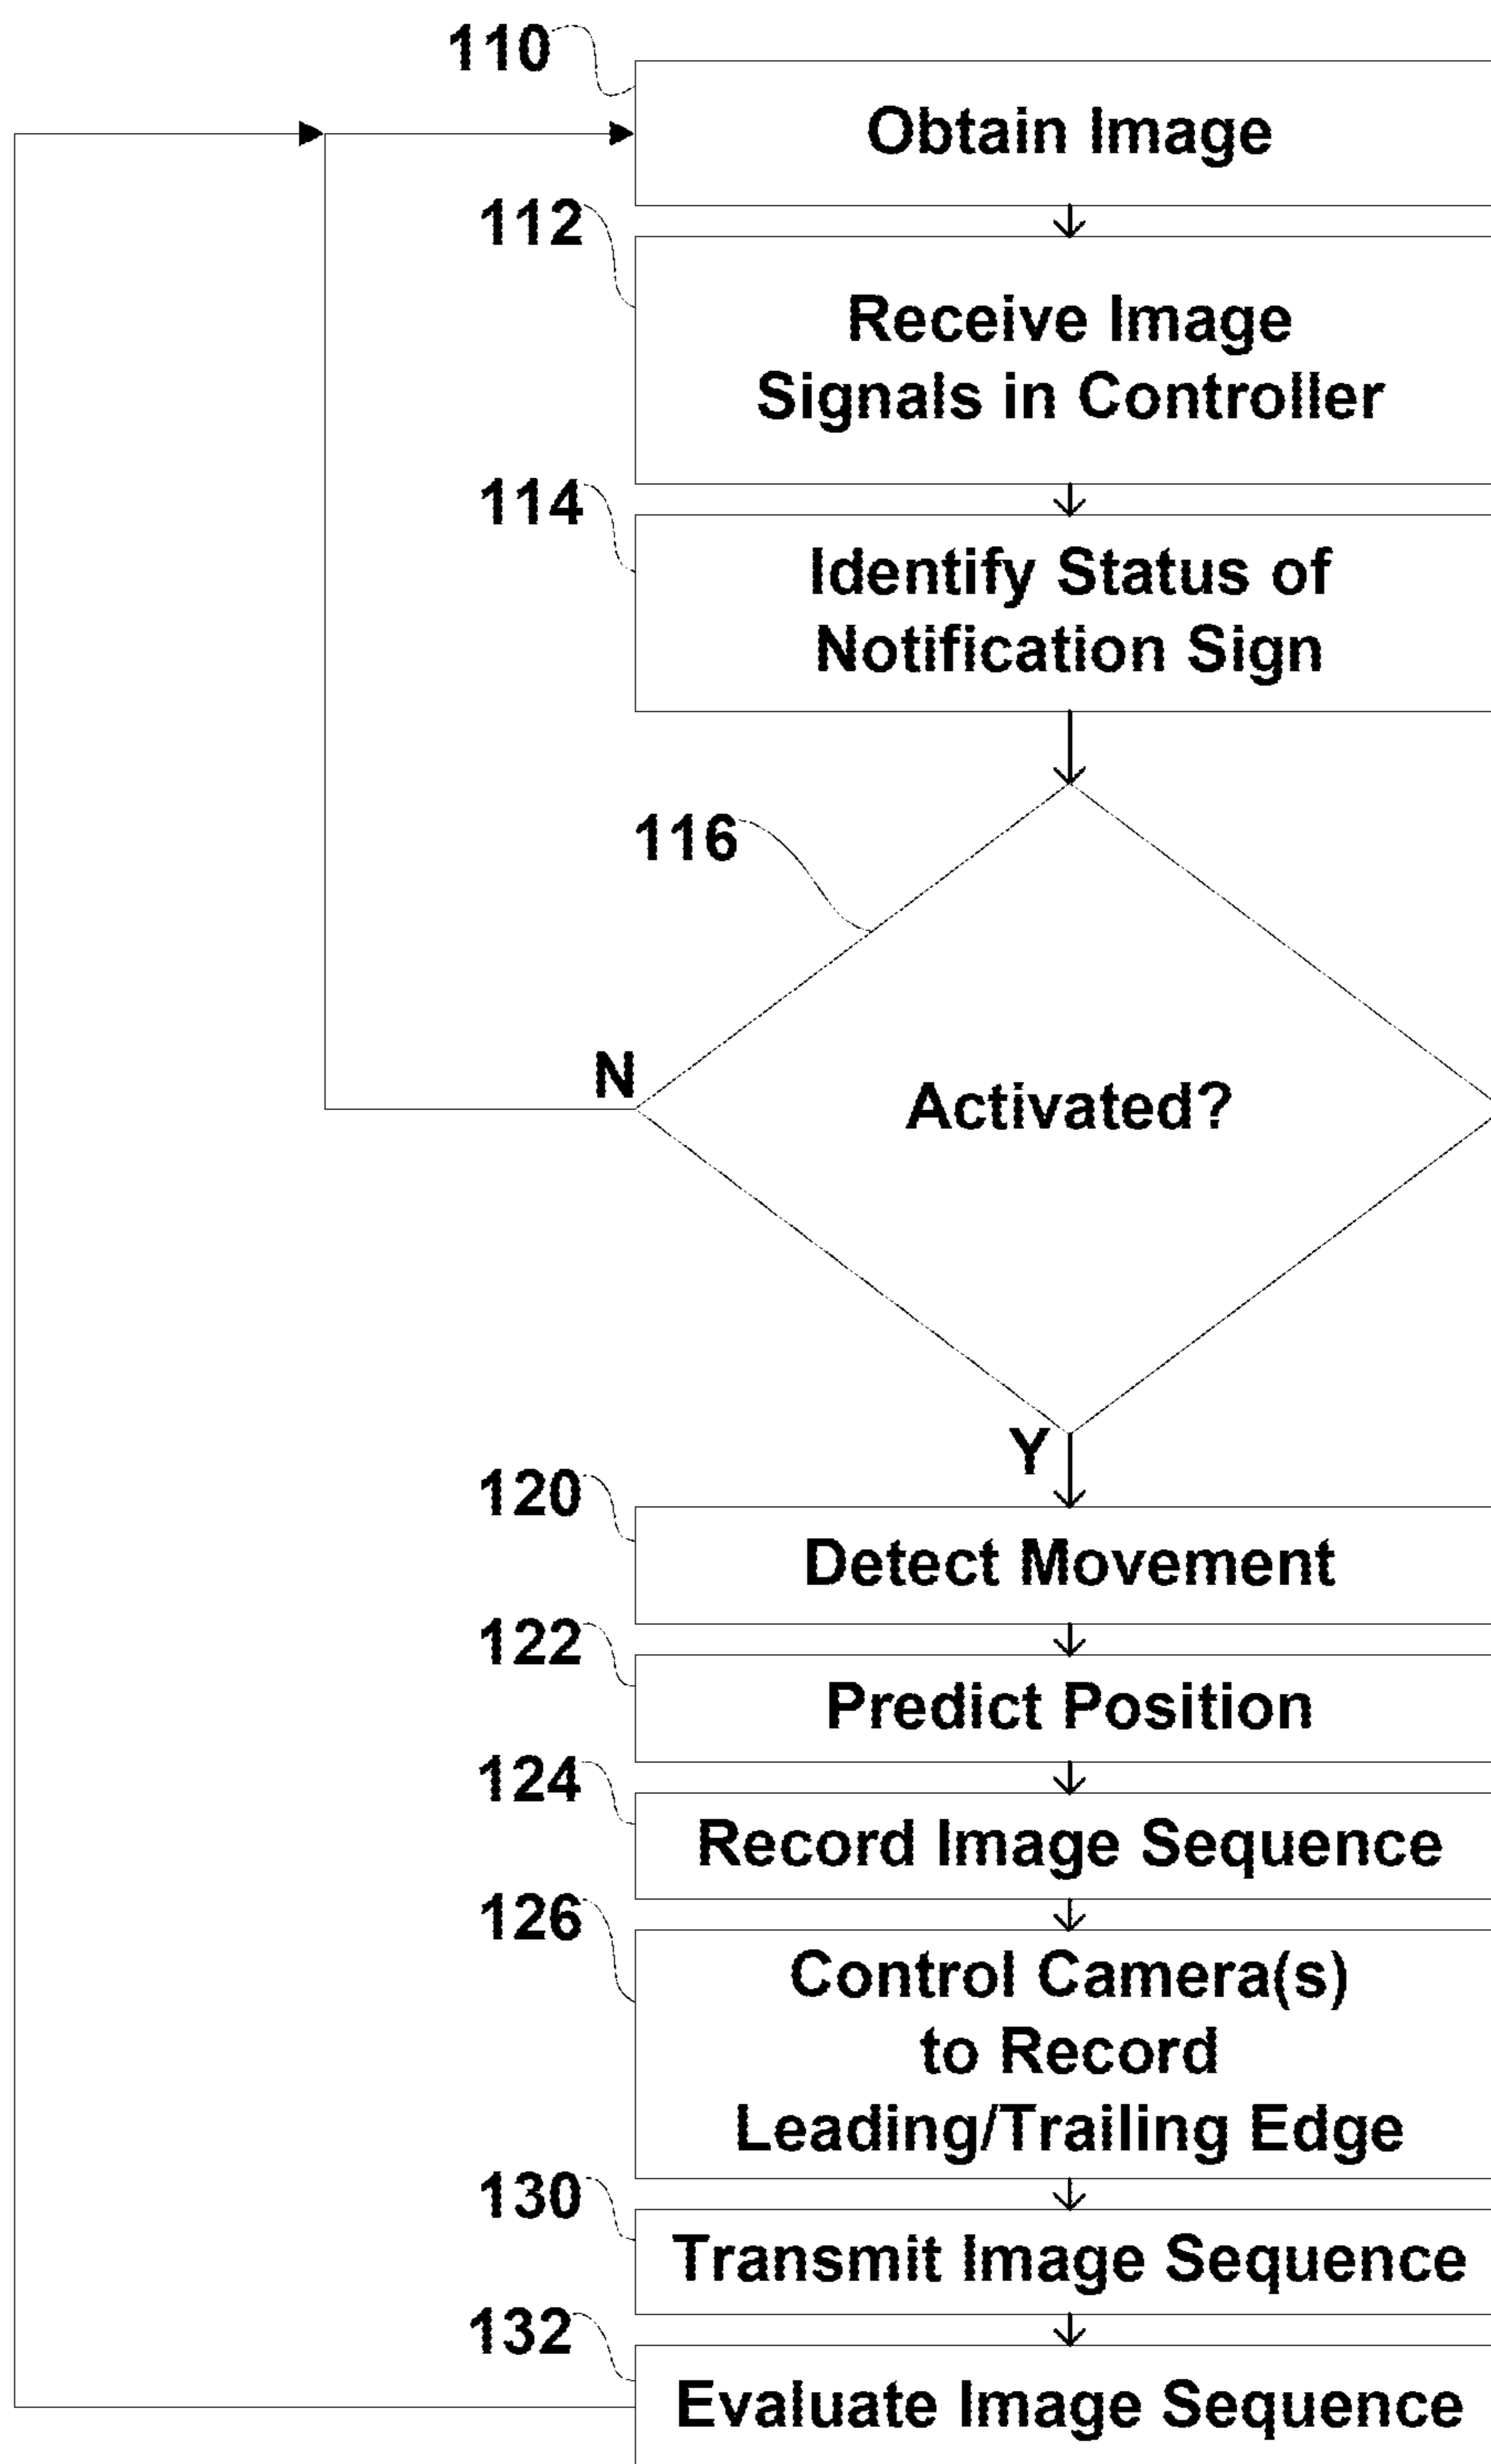 110
Obtain Image
112
Receive Image
Signals in Controller
114
Identify Status of
Notification Sign
116
N
Activated?
Y
120
Detect Movement
122
Predict Position
124
Record Image Sequence
126
Control Camera(s)
to Record
Leading/Trailing Edge
130
Transmit Image Sequence
132
Evaluate Image Sequence